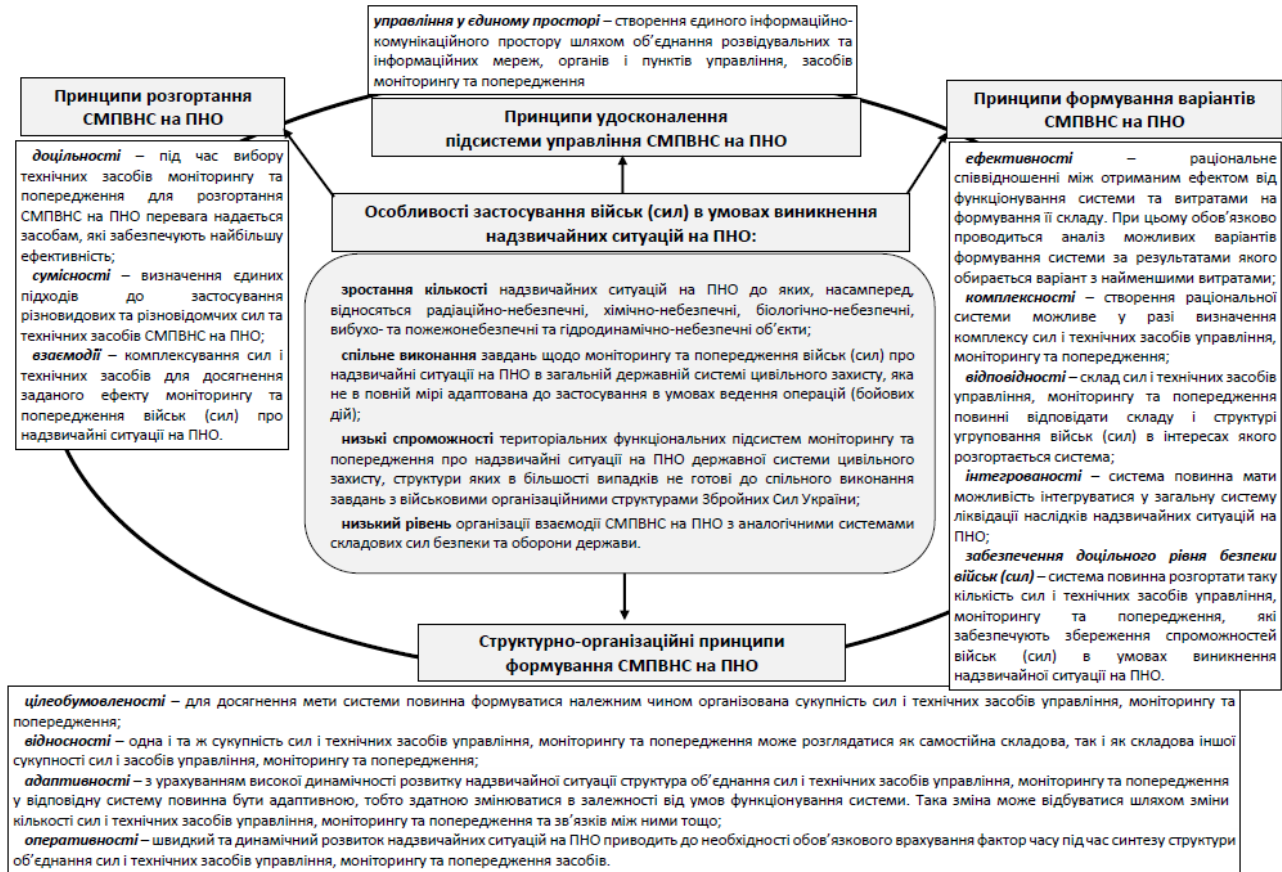 управління у єдиному просторі – створення єдиного інформаційно-
комунікаційного простору шляхом об’єднання розвідувальних та
інформаційних мереж, органів і пунктів управління, засобів
моніторингу та попередження
Принципи удосконалення
підсистеми управління СМПВНС на ПНО
Принципи розгортання
СМПВНС на ПНО
доцільності – під час вибору
технічних засобів моніторингу та
попередження для розгортання
СМПВНС на ПНО перевага надається
засобам, які забезпечують найбільшу
ефективність;
сумісності – визначення єдиних
підходів до застосування
різновидових та різновідомчих сил та
технічних засобів СМПВНС на ПНО;
взаємодії – комплексування сил і
технічних засобів для досягнення
заданого ефекту моніторингу та
попередження військ (сил) про
надзвичайні ситуації на ПНО.
Особливості застосування військ (сил) в умовах виникнення
надзвичайних ситуацій на ПНО:
зростання кількості надзвичайних ситуацій на ПНО до яких, насамперед,
відносяться радіаційно-небезпечні, хімічно-небезпечні, біологічно-небезпечні,
вибухо- та пожежонебезпечні та гідродинамічно-небезпечні об’єкти;
спільне виконання завдань щодо моніторингу та попередження військ (сил) про
надзвичайні ситуації на ПНО в загальній державній системі цивільного захисту, яка
не в повній мірі адаптована до застосування в умовах ведення операцій (бойових
дій);
низькі спроможності територіальних функціональних підсистем моніторингу та
попередження про надзвичайні ситуації на ПНО державної системи цивільного
захисту, структури яких в більшості випадків не готові до спільного виконання
завдань з військовими організаційними структурами Збройних Сил України;
низький рівень організації взаємодії СМПВНС на ПНО з аналогічними системами
складових сил безпеки та оборони держави.
Принципи формування варіантів
СМПВНС на ПНО
ефективності – раціональне
співвідношенні між отриманим ефектом від
функціонування системи та витратами на
формування її складу. При цьому обов’язково
проводиться аналіз можливих варіантів
формування системи за результатами якого
обирається варіант з найменшими витратами;
комплексності – створення раціональної
системи можливе у разі визначення
комплексу сил і технічних засобів управління,
моніторингу та попередження;
відповідності – склад сил і технічних засобів
управління, моніторингу та попередження
повинні відповідати складу і структурі
угруповання військ (сил) в інтересах якого
розгортається система;
інтегрованості – система повинна мати
можливість інтегруватися у загальну систему
ліквідації наслідків надзвичайних ситуацій на
ПНО;
забезпечення доцільного рівня безпеки
військ (сил) – система повинна розгортати таку
кількість сил і технічних засобів управління,
моніторингу та попередження, які
забезпечують збереження спроможностей
військ (сил) в умовах виникнення
надзвичайної ситуації на ПНО.
Структурно-організаційні принципи
формування СМПВНС на ПНО
цілеобумовленості – для досягнення мети системи повинна формуватися належним чином організована сукупність сил і технічних засобів управління, моніторингу та
попередження;
відносності – одна і та ж сукупність сил і технічних засобів управління, моніторингу та попередження може розглядатися як самостійна складова, так і як складова іншої
сукупності сил і засобів управління, моніторингу та попередження;
адаптивності – з урахуванням високої динамічності розвитку надзвичайної ситуації структура об’єднання сил і технічних засобів управління, моніторингу та попередження
у відповідну систему повинна бути адаптивною, тобто здатною змінюватися в залежності від умов функціонування системи. Така зміна може відбуватися шляхом зміни
кількості сил і технічних засобів управління, моніторингу та попередження та зв’язків між ними тощо;
оперативності – швидкий та динамічний розвиток надзвичайних ситуацій на ПНО приводить до необхідності обов’язкового врахування фактор часу під час синтезу структури
об’єднання сил і технічних засобів управління, моніторингу та попередження засобів.